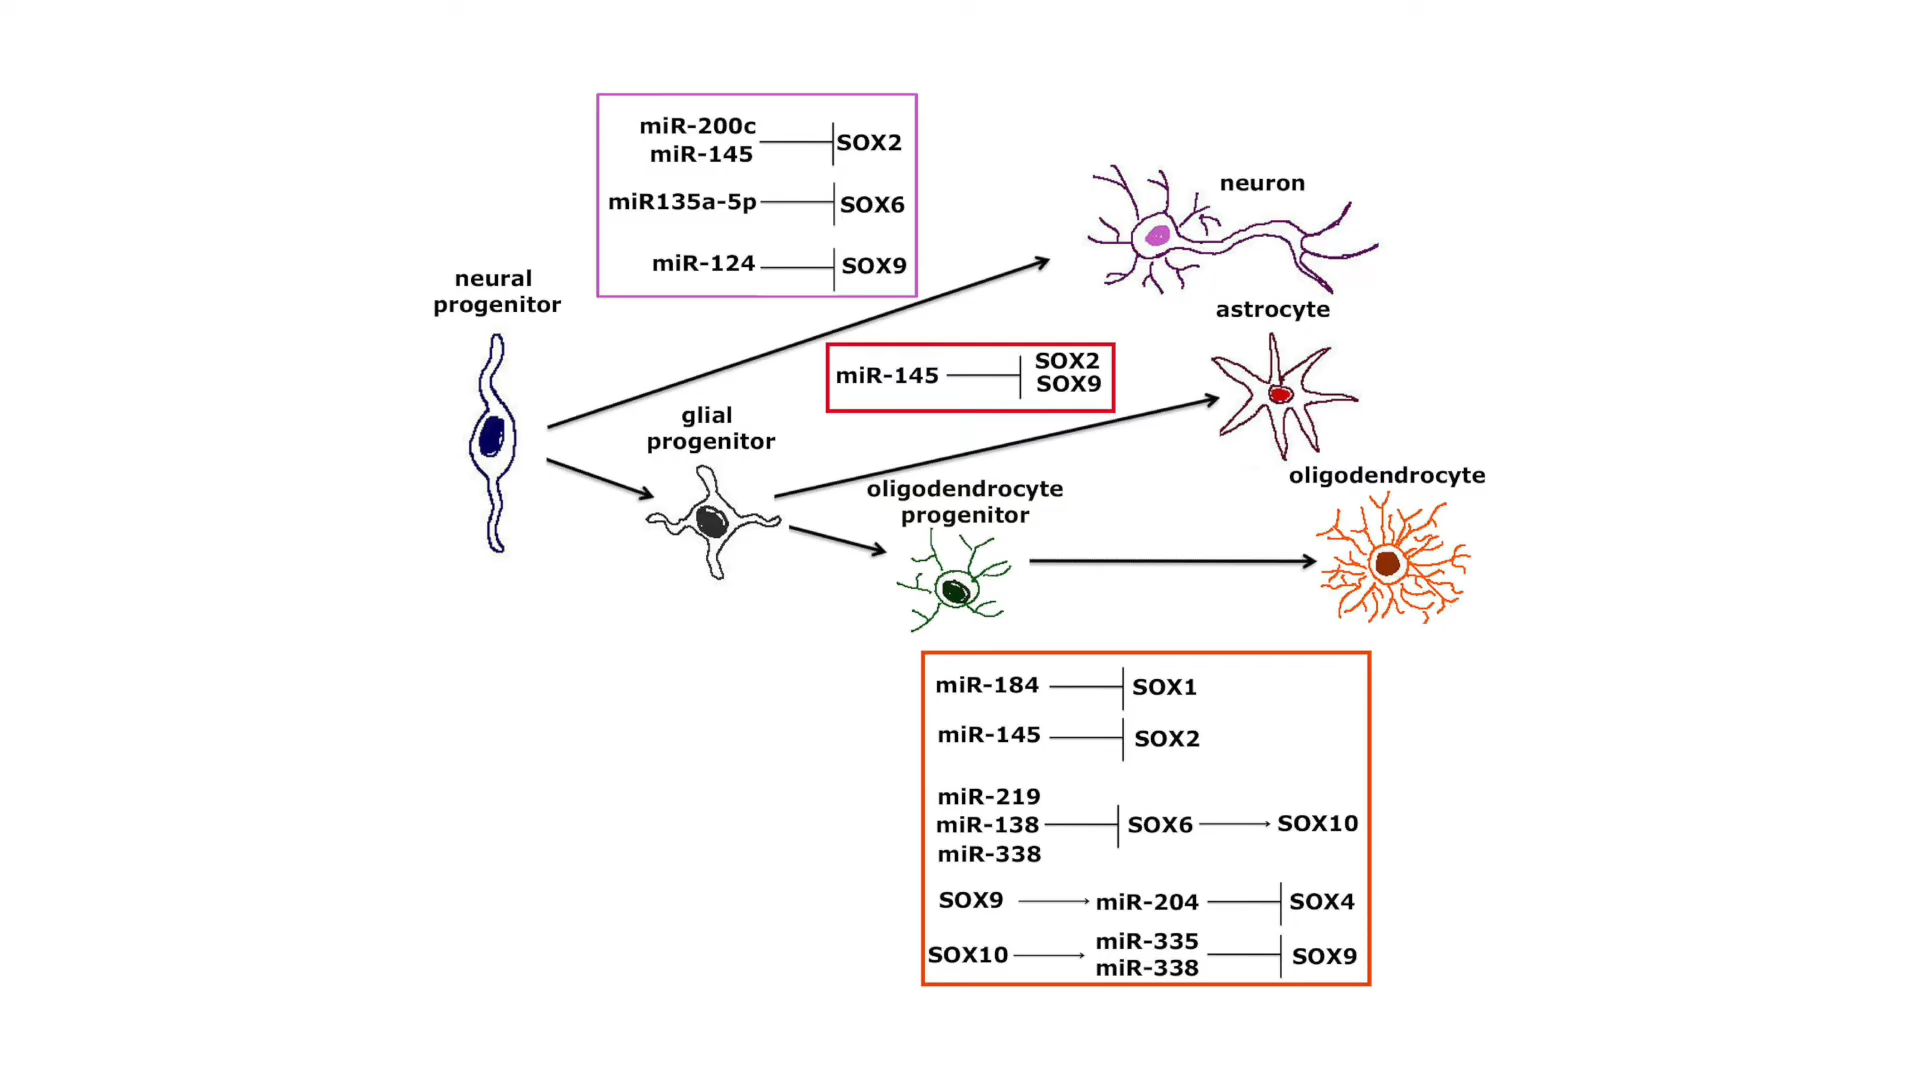 miR-200c
miR-145
SOX2
miR135a-5p
SOX6
miR-124
SOX9
neuron
neural
progenitor
astrocyte
miR-145
SOX2
SOX9
glial
progenitor
oligodendrocyte
progenitor
oligodendrocyte
miR-184
SOX1
miR-145
SOX2
miR-219
miR-138
miR-338
SOX6
SOX10
SOX9
miR-204
SOX4
SOX10
miR-335
miR-338
SOX9